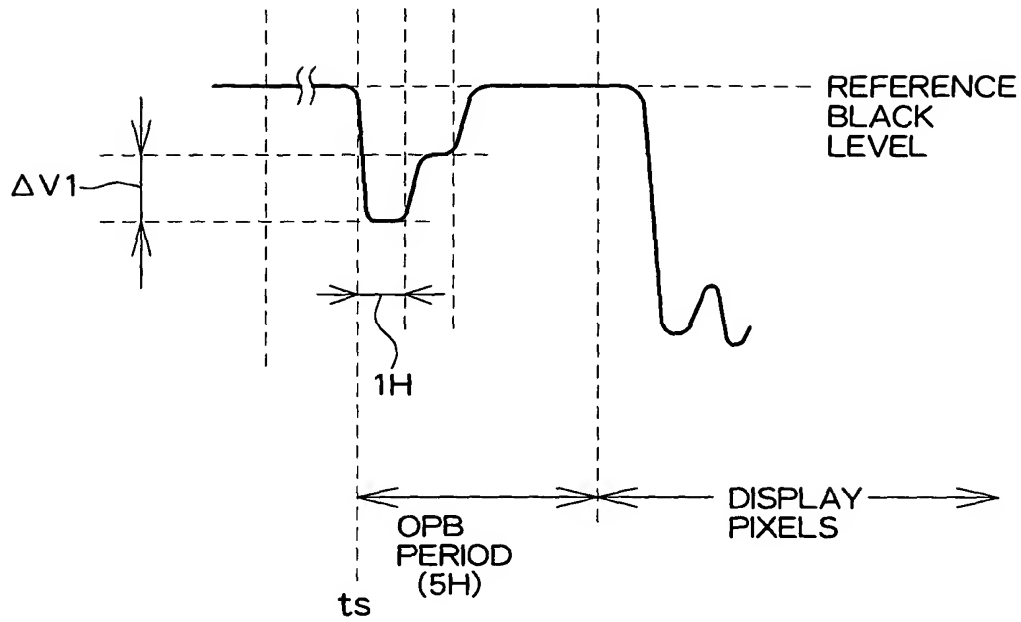 REFERENCE
BLACK
LEVEL
ΔV1
1H
OPB
PERIOD
(5H)
DISPLAY
PIXELS
ts